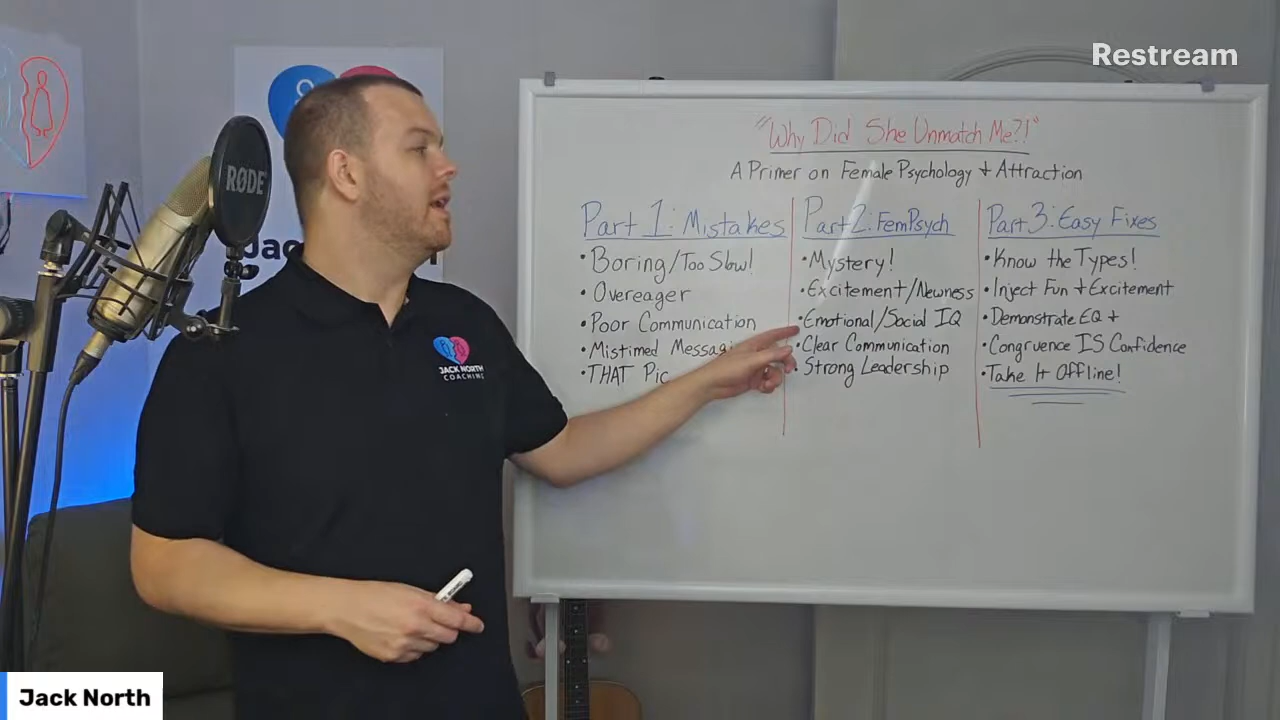 Restream
"Why Did She Unmatch Me?!"
A Primer on Female Psychology + Attraction
Part 1: Mistakes
• Boring/Too Slow!
• Overeager
• Poor Communication
• Mistimed
• THAT Pic
Part 2: FemPsych
• Mystery!
• Excitement/Newness
• Emotional/Social IQ
• Clear Communication
• Strong Leadership
Part 3: Easy Fixes
• Know the Types!
• Inject Fun + Excitement
• Demonstrate EQ +
• Congruence IS Confidence
• Take It Offline!
RØDE
Jac
JACK NORTH
COACHING
Jack North